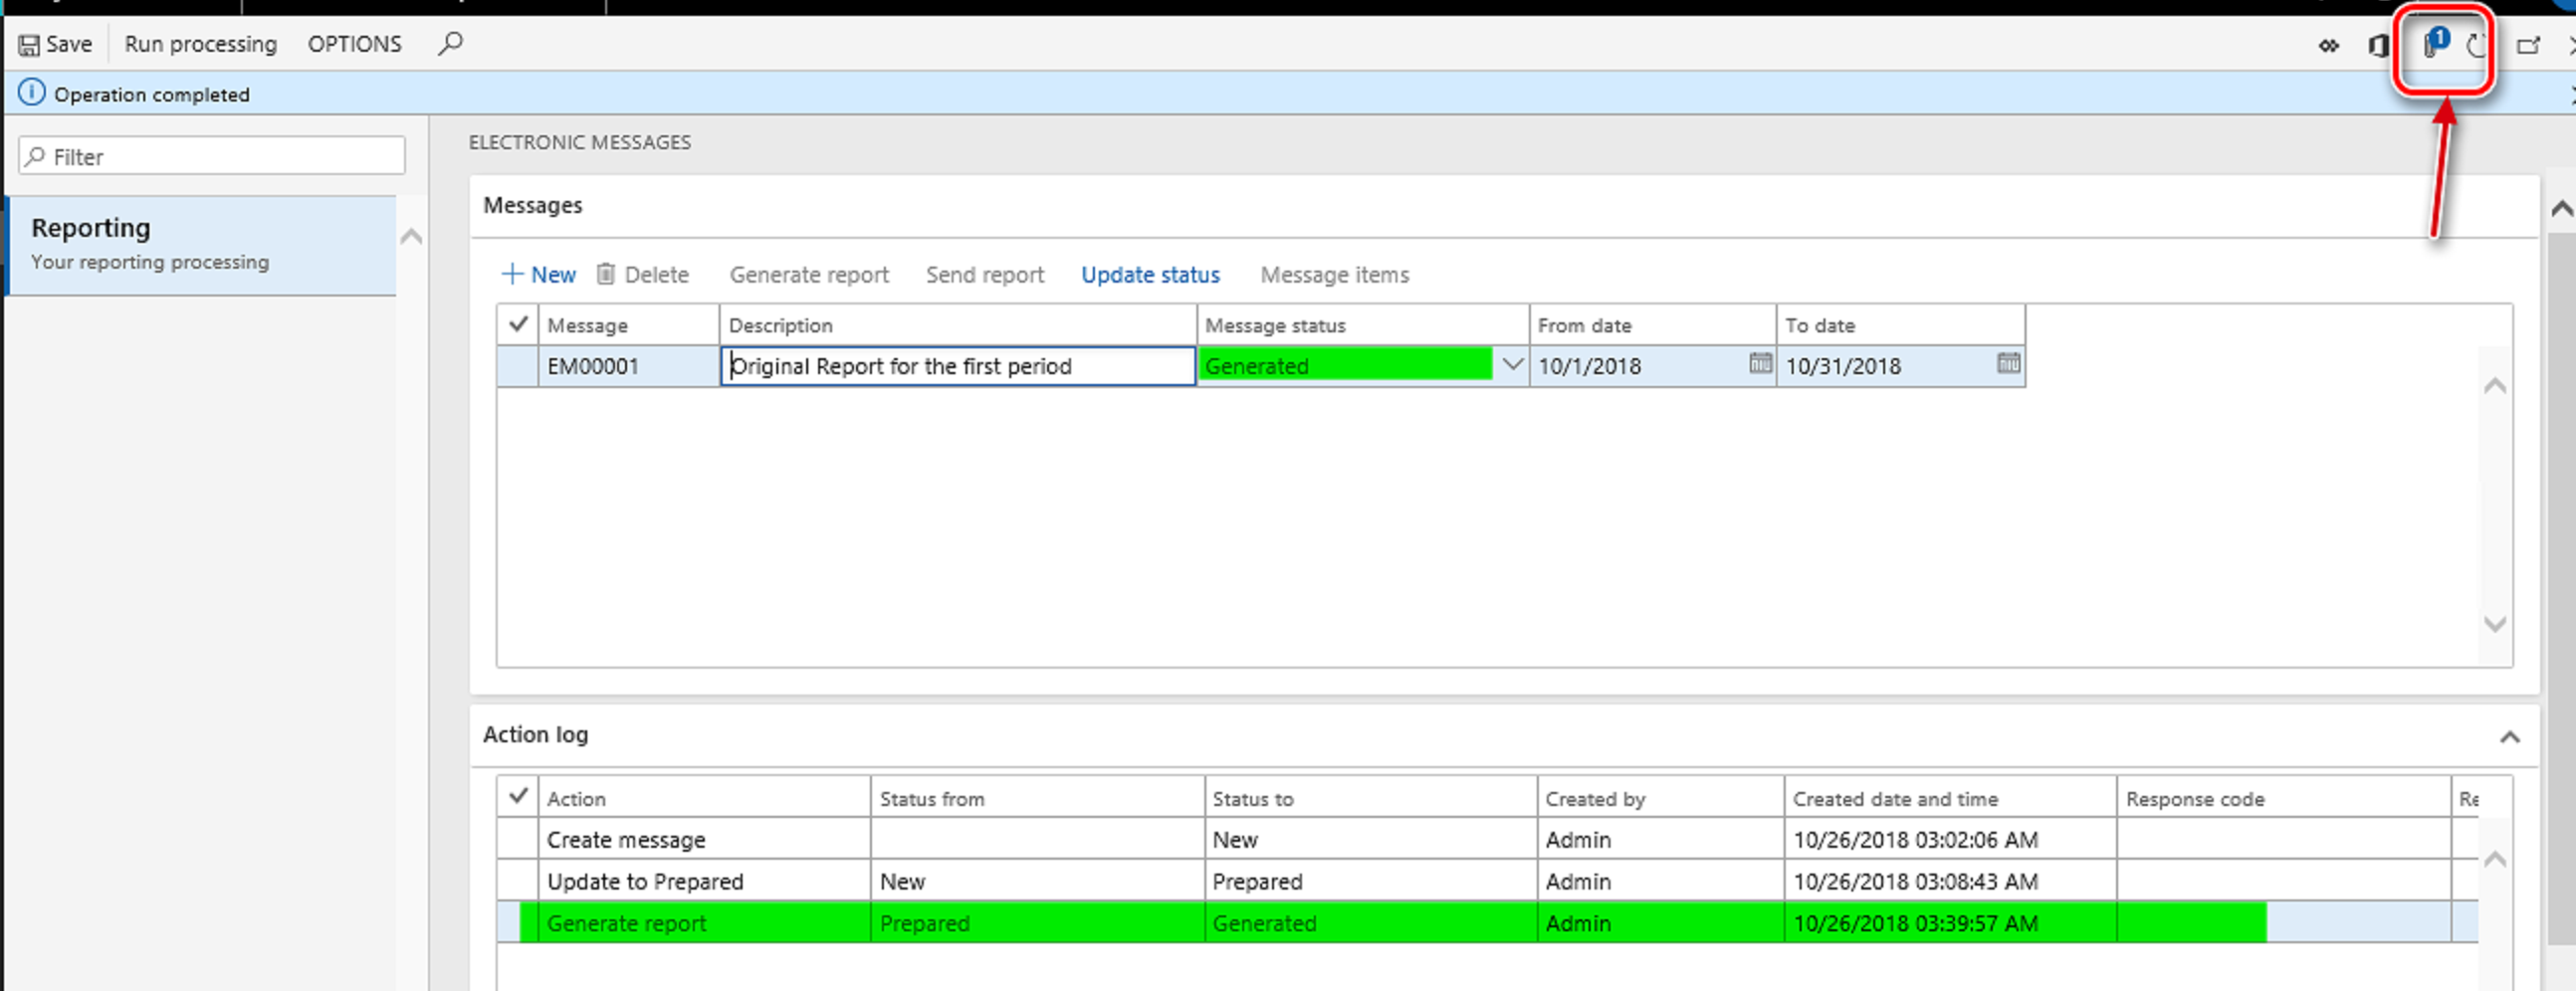 Save Run processing OPTIONS 1
Operation completed
Filter
Reporting
Your reporting processing
ELECTRONIC MESSAGES
Messages
New Delete Generate report Send report Update status Message items
Message Description Message status From date To date
EM00001 Original Report for the first period Generated 10/1/2018 10/31/2018
Action log
Action Status from Status to Created by Created date and time Response code Re
Create message New Admin 10/26/2018 03:02:06 AM
Update to Prepared New Prepared Admin 10/26/2018 03:08:43 AM
Generate report Prepared Generated Admin 10/26/2018 03:39:57 AM